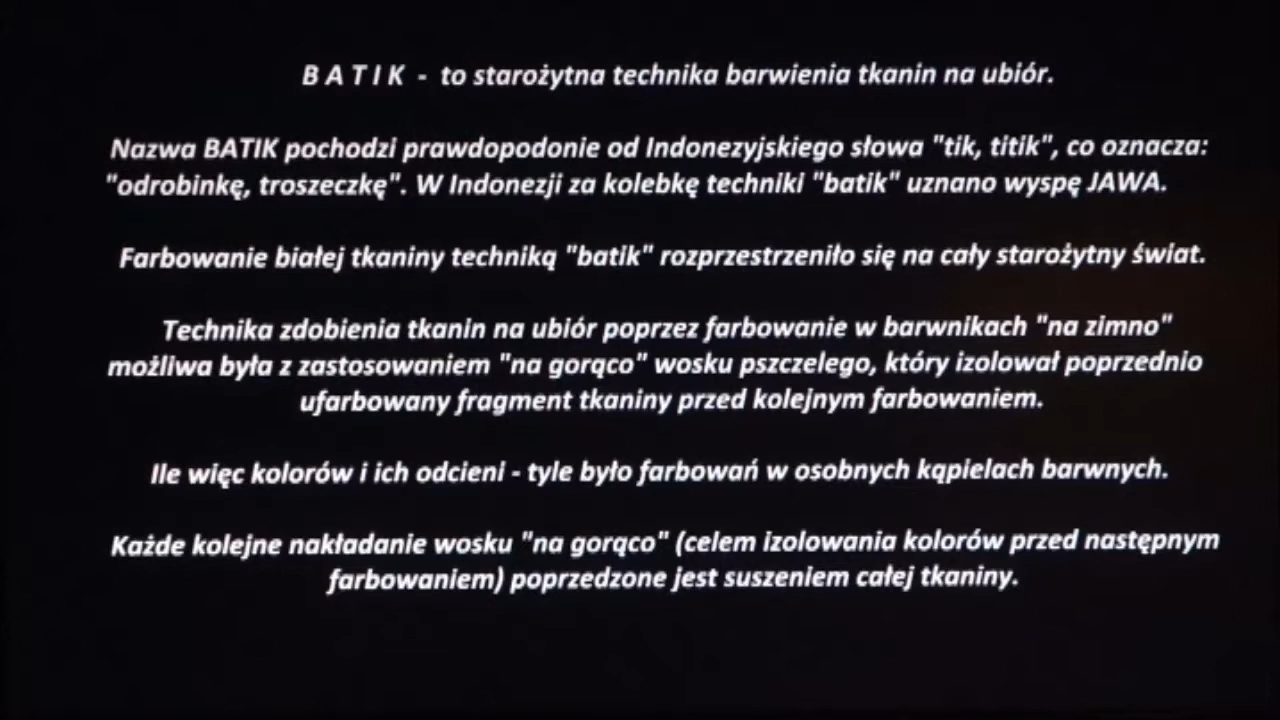 B A T I K - to starożytna technika barwienia tkanin na ubiór.
Nazwa BATIK pochodzi prawdopodonie od Indonezyjskiego słowa "tik, titik", co oznacza:
"odrobinkę, troszeczkę". W Indonezji za kolebkę techniki "batik" uznano wyspę JAWA.
Farbowanie białej tkaniny techniką "batik" rozprzestrzeniło się na cały starożytny świat.
Technika zdobienia tkanin na ubiór poprzez farbowanie w barwnikach "na zimno"
możliwa była z zastosowaniem "na gorąco" wosku pszczelego, który izolował poprzednio
ufarbowany fragment tkaniny przed kolejnym farbowaniem.
Ile więc kolorów i ich odcieni - tyle było farbowań w osobnych kąpielach barwnych.
Każde kolejne nakładanie wosku "na gorąco" (celem izolowania kolorów przed następnym
farbowaniem) poprzedzone jest suszeniem całej tkaniny.